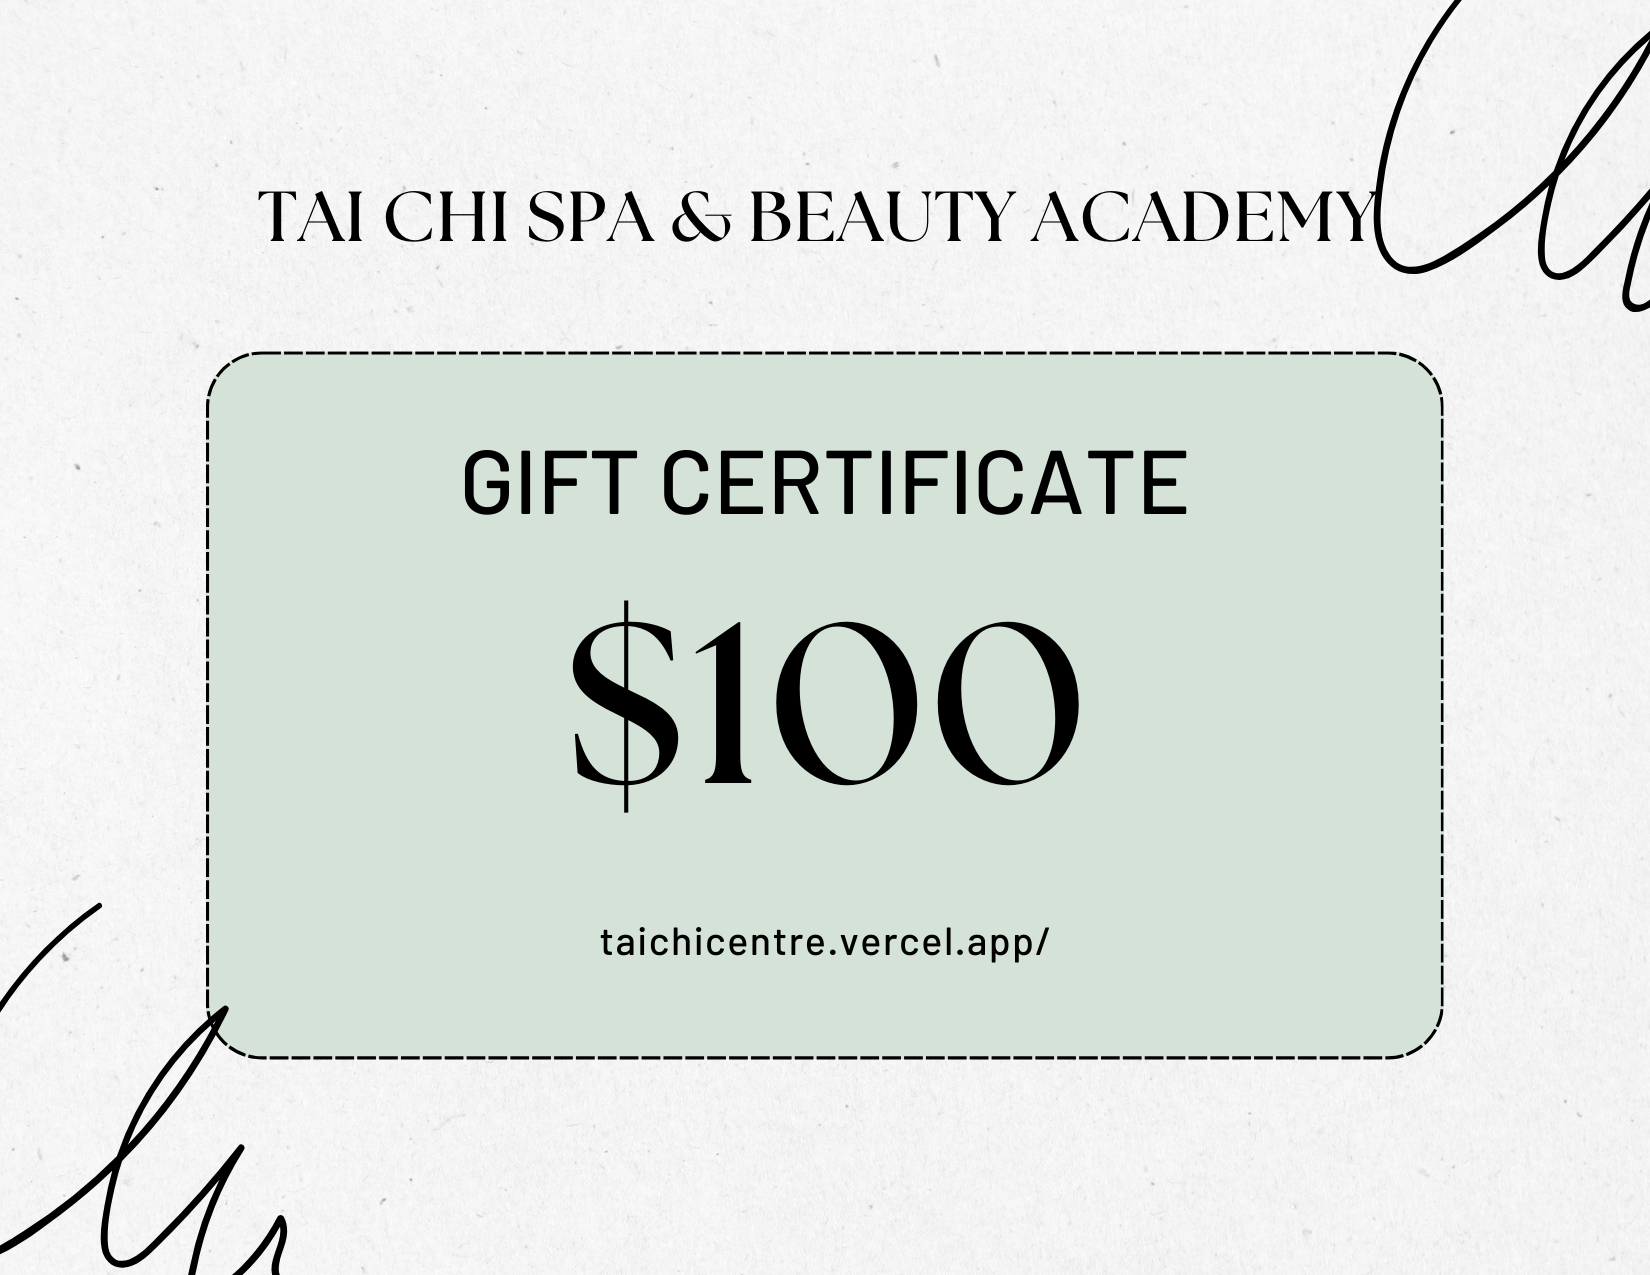 TAI CHI SPA & BEAUTY ACADEMY
GIFT CERTIFICATE
$100
taichicentre.vercel.app/